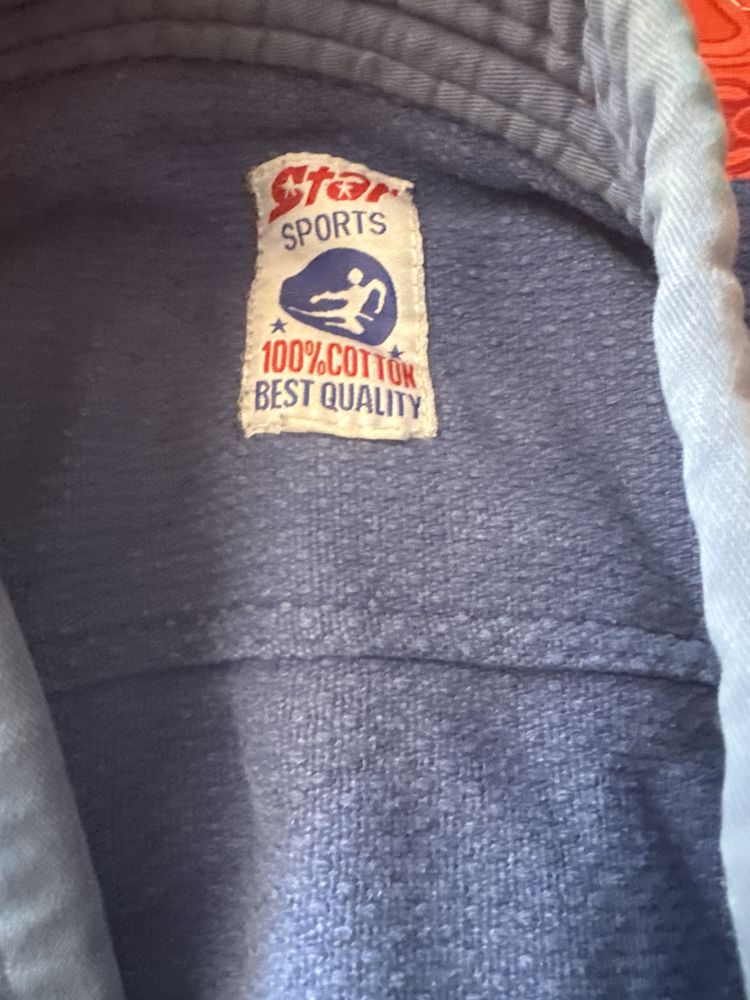 Star
SPORTS
100% COTTON
BEST QUALITY